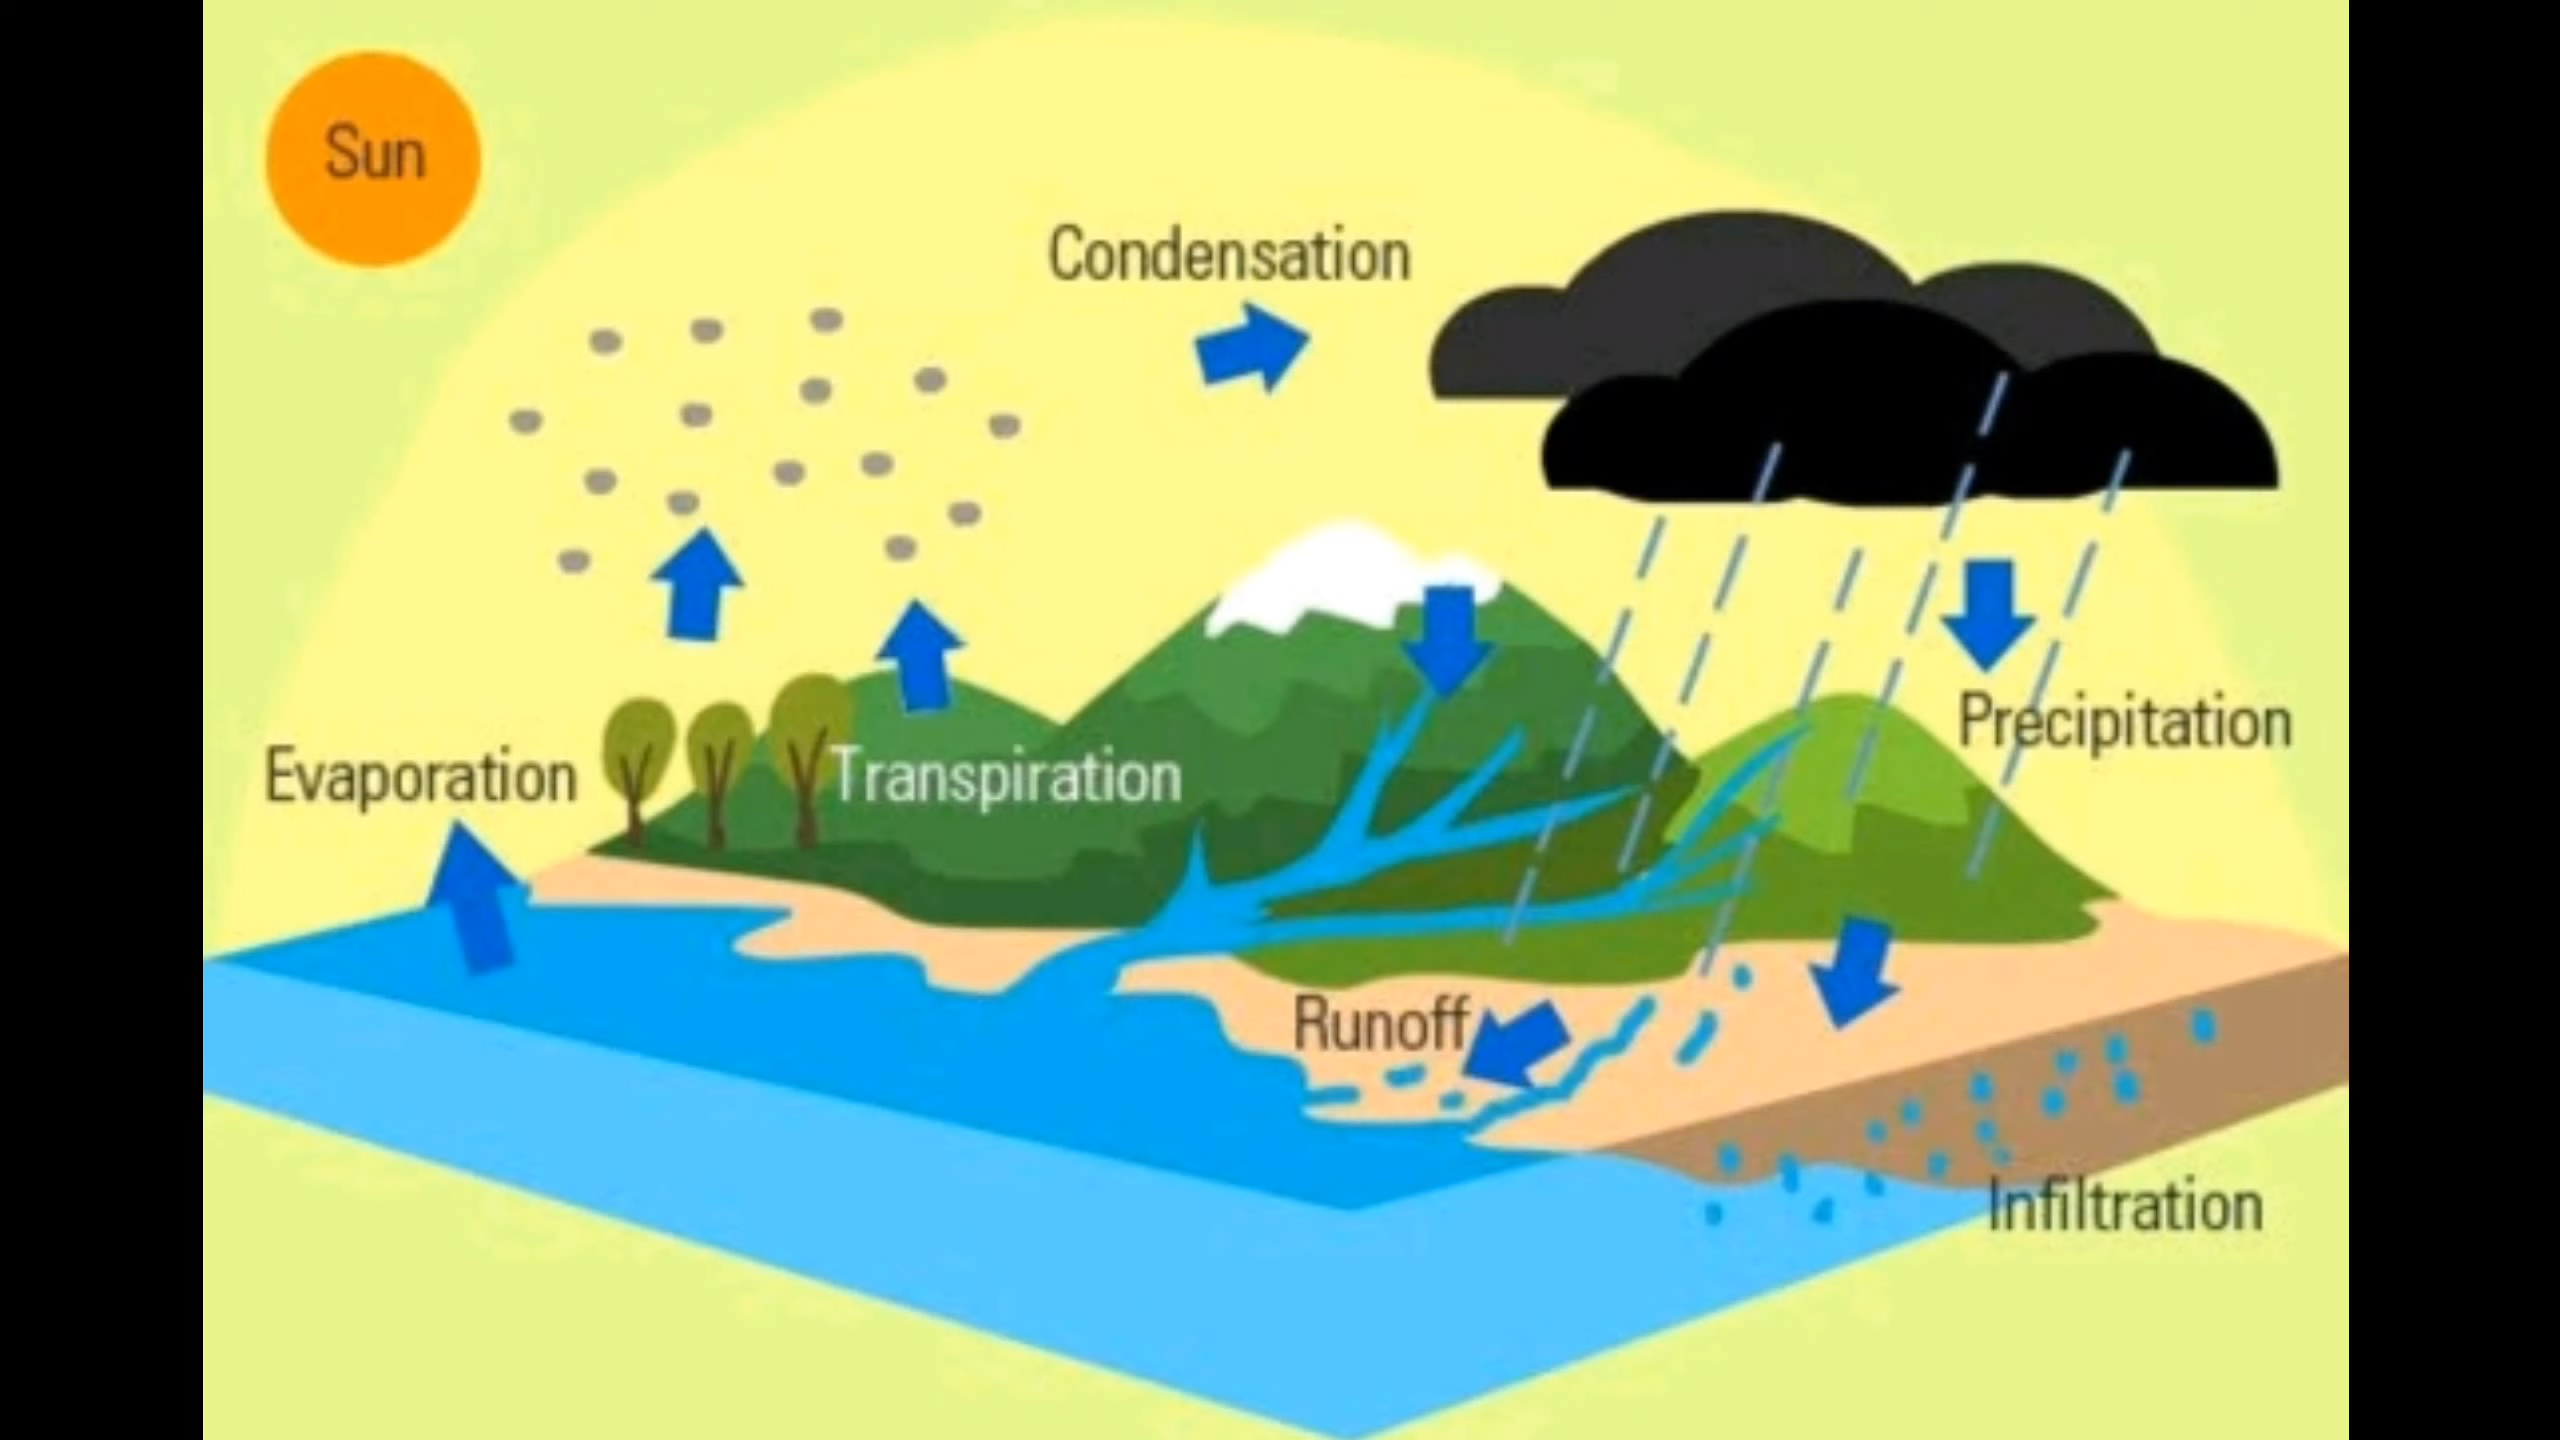 Sun
Condensation
Precipitation
Evaporation
Transpiration
Runoff
Infiltration